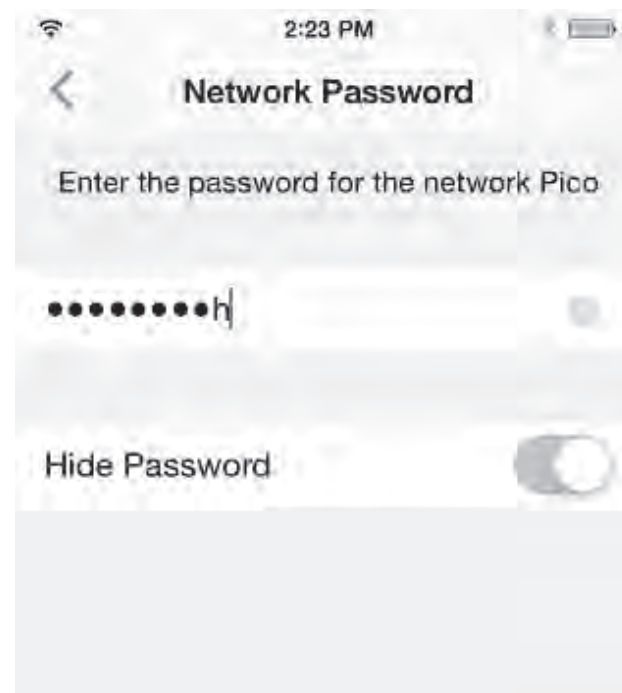 2:23 PM
Network Password
Enter the password for the network Pico
••••••••h
Hide Password